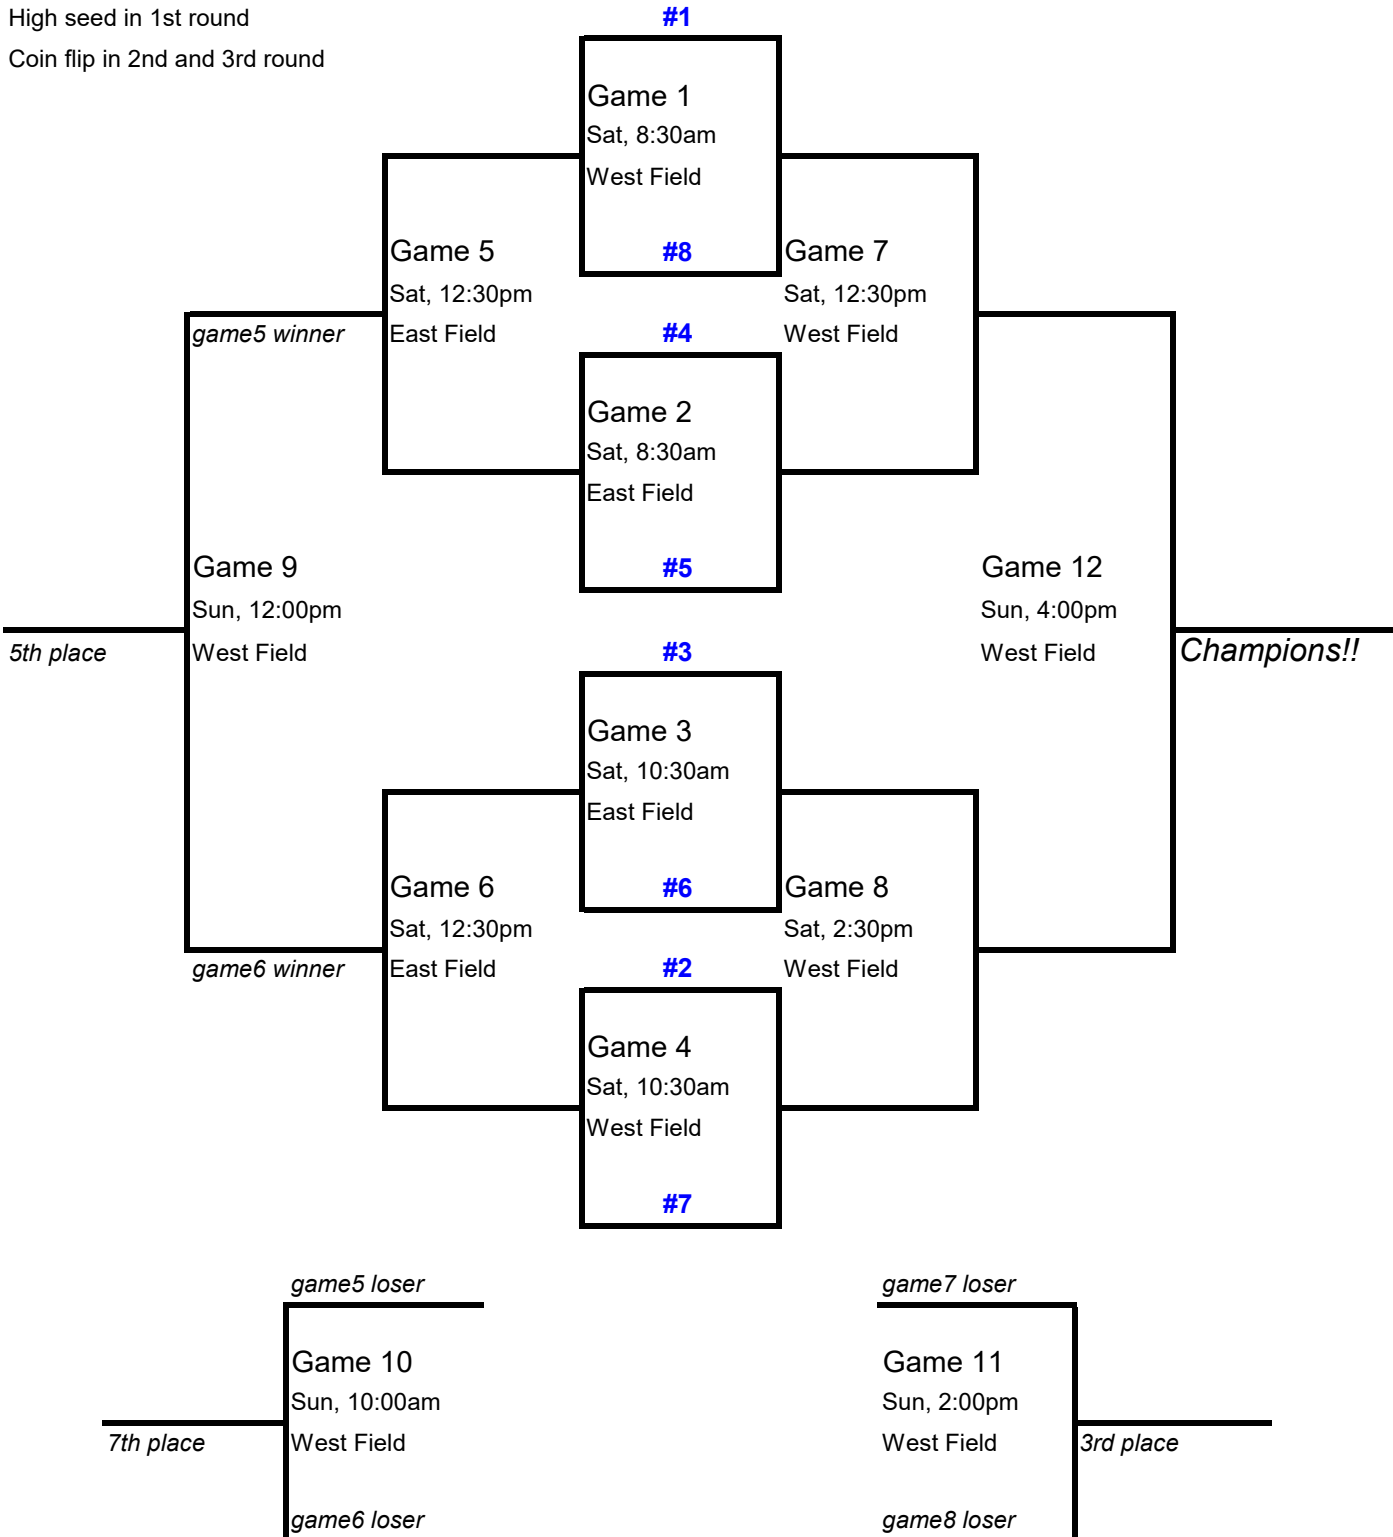 High seed in 1st round
Coin flip in 2nd and 3rd round
#1
Game 1
Sat, 8:30am
West Field
#8
Game 5
Sat, 12:30pm
East Field
game5 winner
Game 7
Sat, 12:30pm
West Field
#4
Game 2
Sat, 8:30am
East Field
#5
Game 9
Sun, 12:00pm
West Field
5th place
Game 12
Sun, 4:00pm
West Field
Champions!!
#3
Game 3
Sat, 10:30am
East Field
#6
Game 6
Sat, 12:30pm
East Field
game6 winner
Game 8
Sat, 2:30pm
West Field
#2
Game 4
Sat, 10:30am
West Field
#7
game5 loser
Game 10
Sun, 10:00am
West Field
7th place
game6 loser
game7 loser
Game 11
Sun, 2:00pm
West Field
3rd place
game8 loser